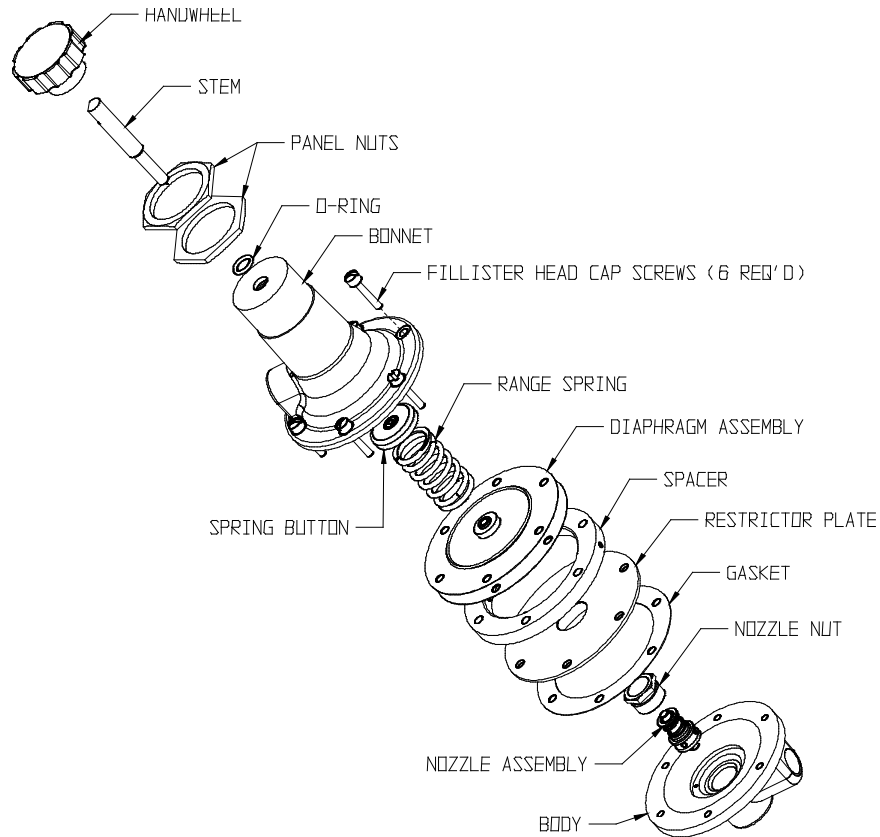 HANDWHEEL
STEM
PANEL NUTS
O-RING
BONNET
FILLISTER HEAD CAP SCREWS (6 REQ'D)
RANGE SPRING
DIAPHRAGM ASSEMBLY
SPACER
SPRING BUTTON
RESTRICTOR PLATE
GASKET
NOZZLE NUT
NOZZLE ASSEMBLY
BODY